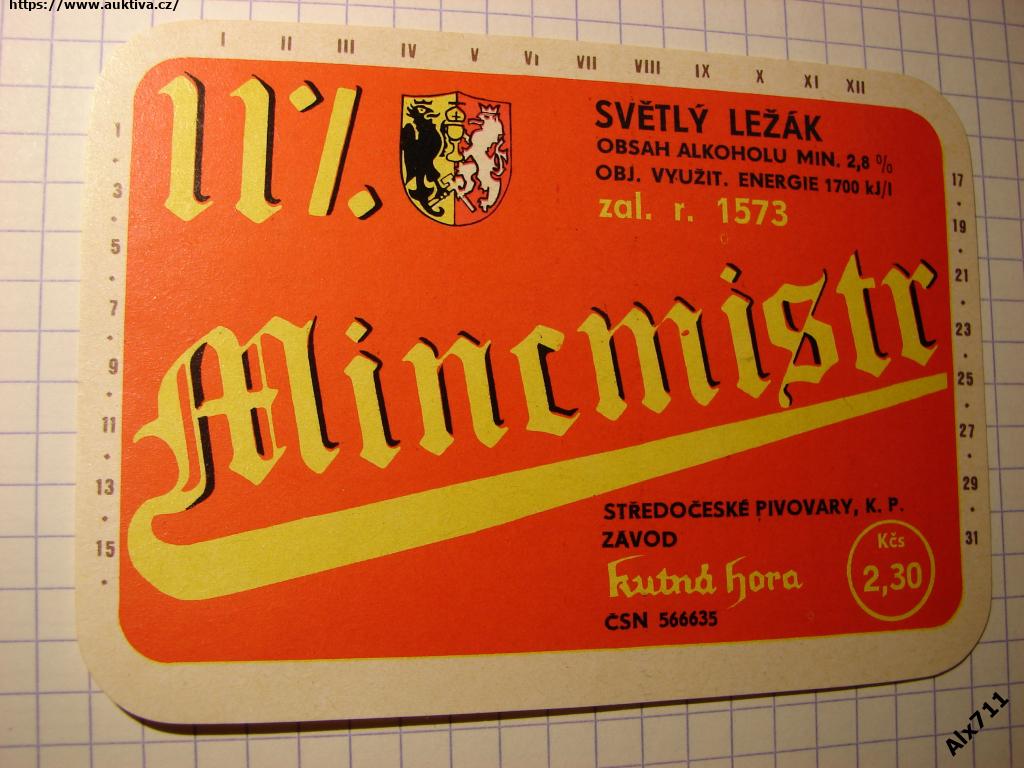 https://www.auktiva.cz/
I II III IV V VI VII VIII IX X XI XII
11%
SVĚTLÝ LEŽÁK
OBSAH ALKOHOLU MIN. 2,8 %
OBJ. VYUŽIT. ENERGIE 1700 kJ/l
zal. r. 1573
1
3
5
7
9
11
13
15
17
19
21
23
25
27
29
31
Mincmistr
STŘEDOČESKÉ PIVOVARY, K. P.
ZÁVOD
kutná hora
ČSN 566635
Kčs
2,30
Alx711